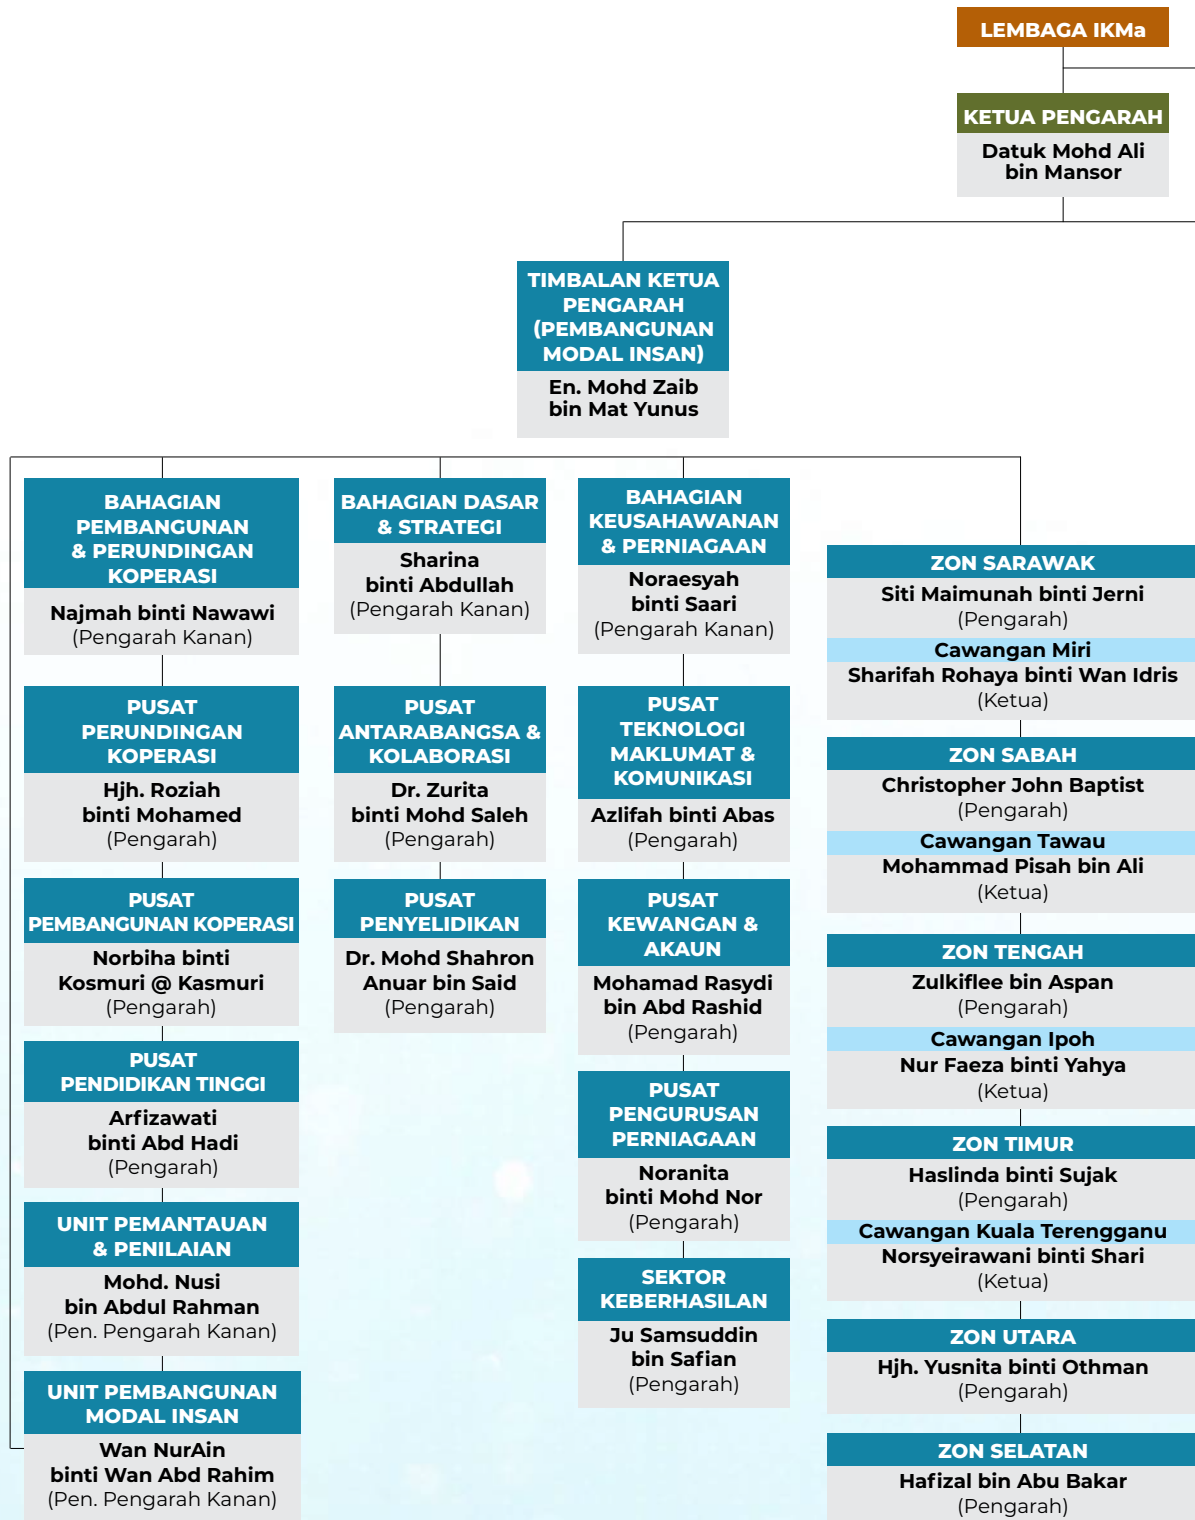 LEMBAGA IKMa
KETUA PENGARAH
Datuk Mohd Ali
bin Mansor
TIMBALAN KETUA
PENGARAH
(PEMBANGUNAN
MODAL INSAN)
En. Mohd Zaib
bin Mat Yunus
BAHAGIAN
PEMBANGUNAN
& PERUNDINGAN
KOPERASI
Najmah binti Nawawi
(Pengarah Kanan)
PUSAT
PERUNDINGAN
KOPERASI
Hjh. Roziah
binti Mohamed
(Pengarah)
PUSAT
PEMBANGUNAN KOPERASI
Norbiha binti
Kosmuri @ Kasmuri
(Pengarah)
PUSAT
PENDIDIKAN TINGGI
Arfizawati
binti Abd Hadi
(Pengarah)
UNIT PEMANTAUAN
& PENILAIAN
Mohd. Nusi
bin Abdul Rahman
(Pen. Pengarah Kanan)
UNIT PEMBANGUNAN
MODAL INSAN
Wan NurAin
binti Wan Abd Rahim
(Pen. Pengarah Kanan)
BAHAGIAN DASAR
& STRATEGI
Sharina
binti Abdullah
(Pengarah Kanan)
PUSAT
ANTARABANGSA &
KOLABORASI
Dr. Zurita
binti Mohd Saleh
(Pengarah)
PUSAT
PENYELIDIKAN
Dr. Mohd Shahron
Anuar bin Said
(Pengarah)
BAHAGIAN
KEUSAHAWANAN
& PERNIAGAAN
Noraesyah
binti Saari
(Pengarah Kanan)
PUSAT
TEKNOLOGI
MAKLUMAT &
KOMUNIKASI
Azlifah binti Abas
(Pengarah)
PUSAT
KEWANGAN &
AKAUN
Mohamad Rasydi
bin Abd Rashid
(Pengarah)
PUSAT
PENGURUSAN
PERNIAGAAN
Noranita
binti Mohd Nor
(Pengarah)
SEKTOR
KEBERHASILAN
Ju Samsuddin
bin Safian
(Pengarah)
ZON SARAWAK
Siti Maimunah binti Jerni
(Pengarah)
Cawangan Miri
Sharifah Rohaya binti Wan Idris
(Ketua)
ZON SABAH
Christopher John Baptist
(Pengarah)
Cawangan Tawau
Mohammad Pisah bin Ali
(Ketua)
ZON TENGAH
Zulkiflee bin Aspan
(Pengarah)
Cawangan Ipoh
Nur Faeza binti Yahya
(Ketua)
ZON TIMUR
Haslinda binti Sujak
(Pengarah)
Cawangan Kuala Terengganu
Norsyeirawani binti Shari
(Ketua)
ZON UTARA
Hjh. Yusnita binti Othman
(Pengarah)
ZON SELATAN
Hafizal bin Abu Bakar
(Pengarah)